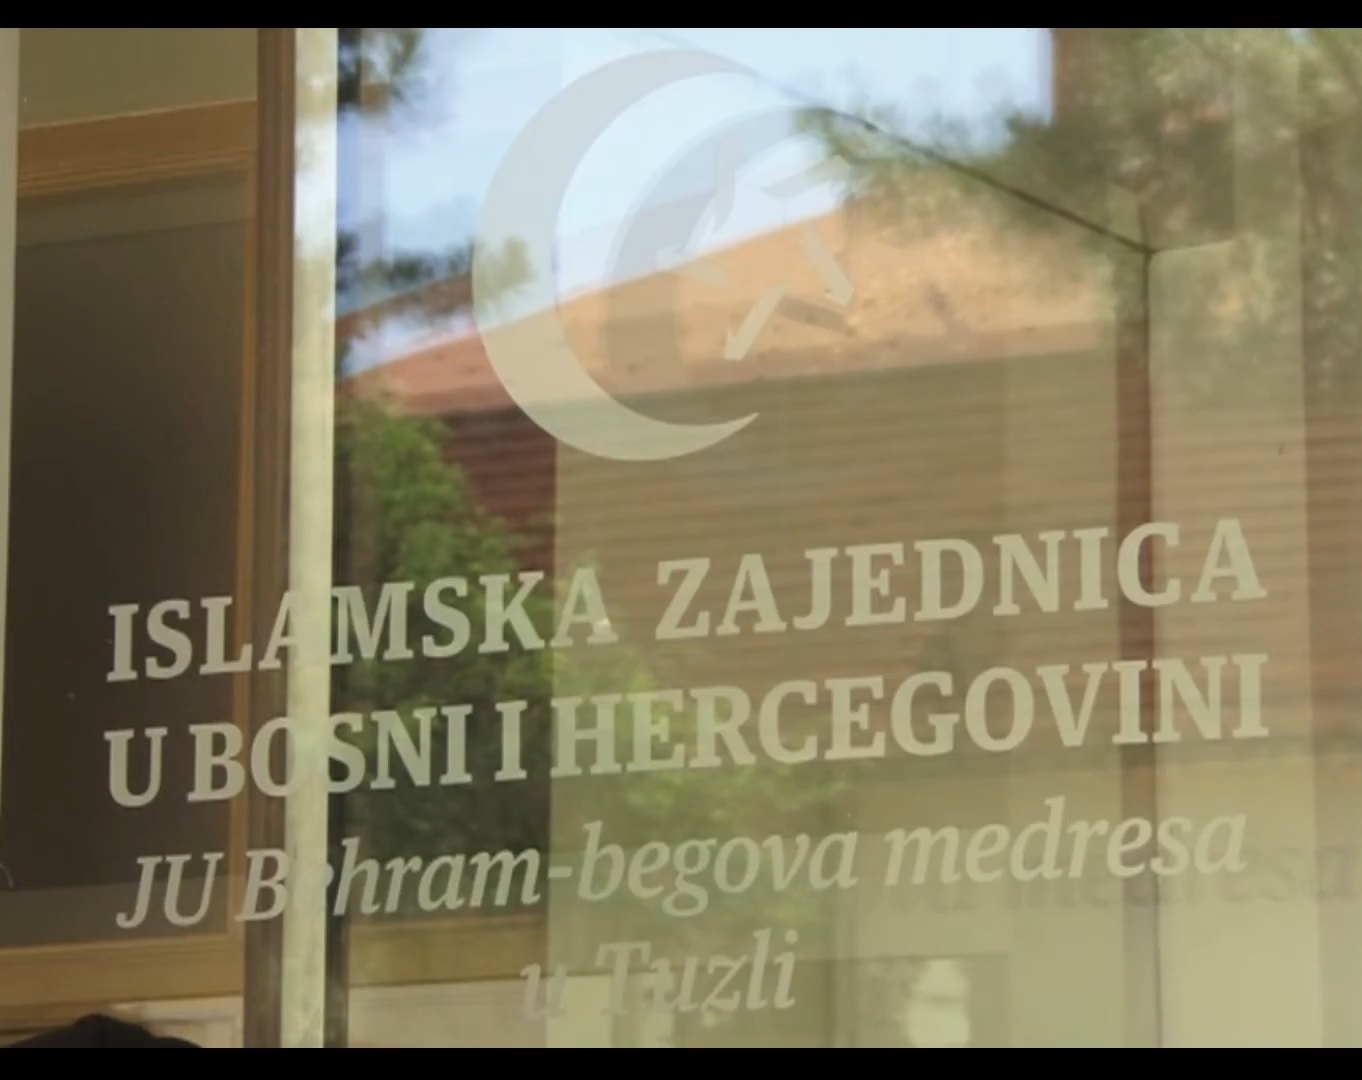 ISLAMSKA ZAJEDNICA
U BOSNI I HERCEGOVINI
JU Behram-begova medresa
u Tuzli